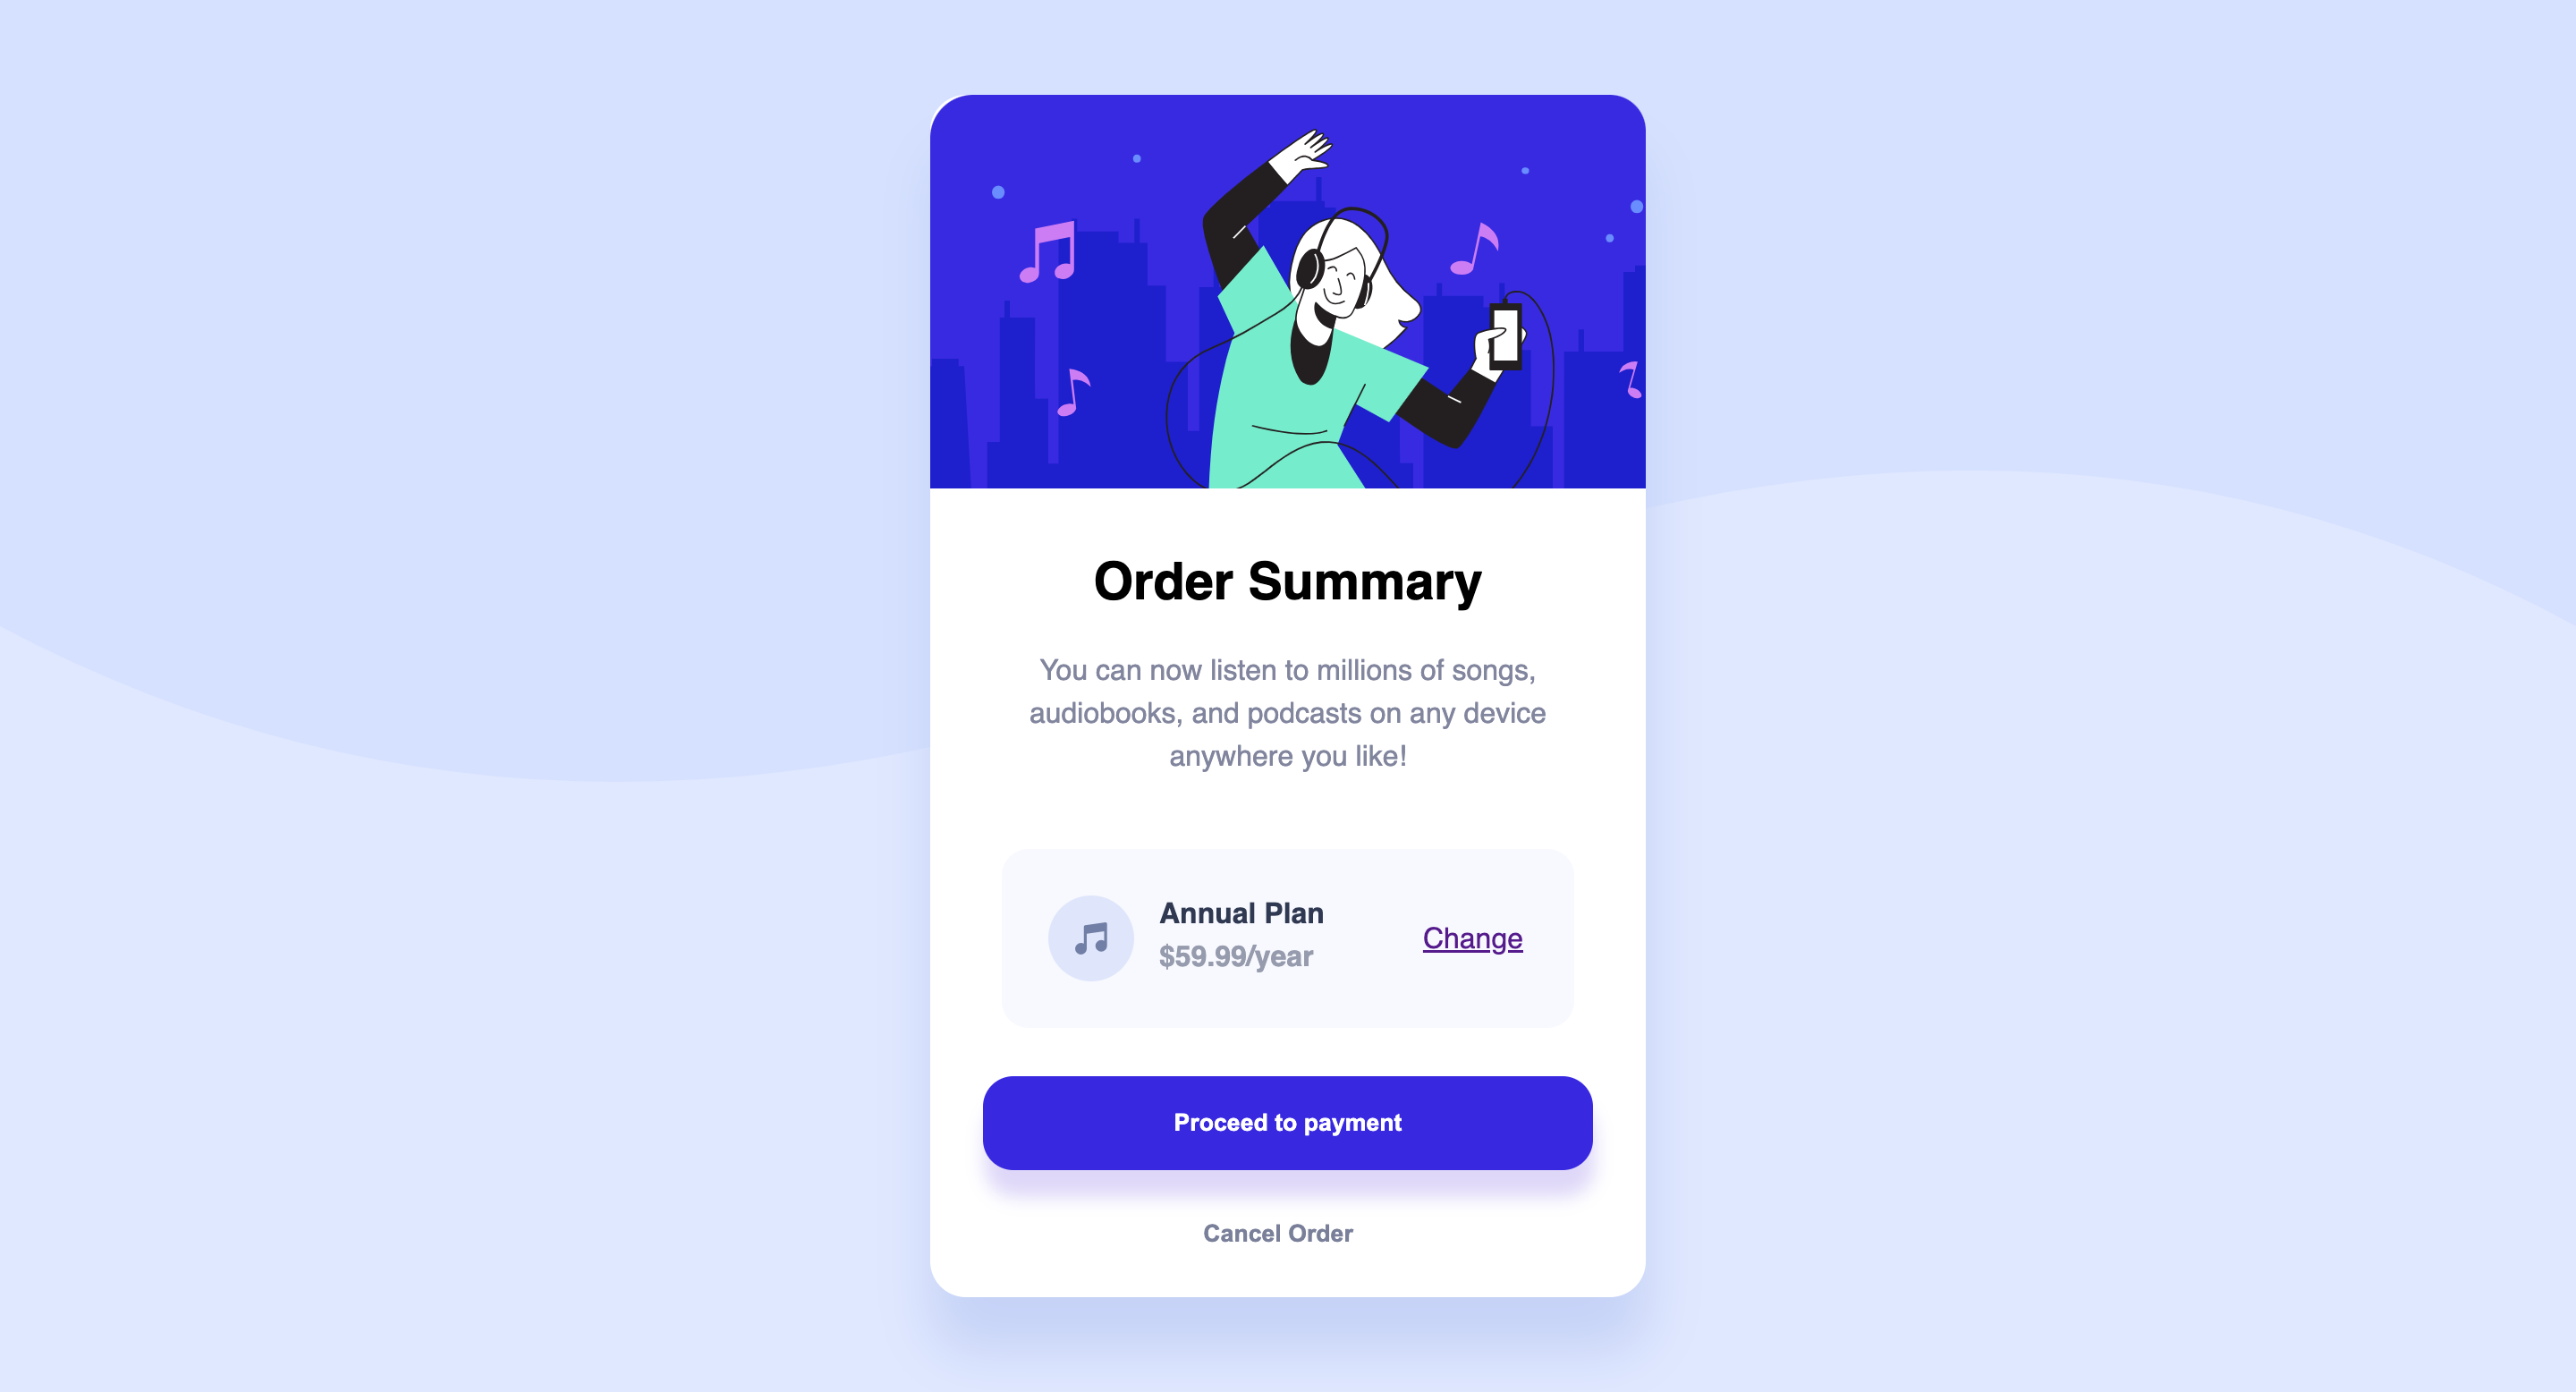 Order Summary
You can now listen to millions of songs,
audiobooks, and podcasts on any device
anywhere you like!
Annual Plan
$59.99/year
Change
Proceed to payment
Cancel Order